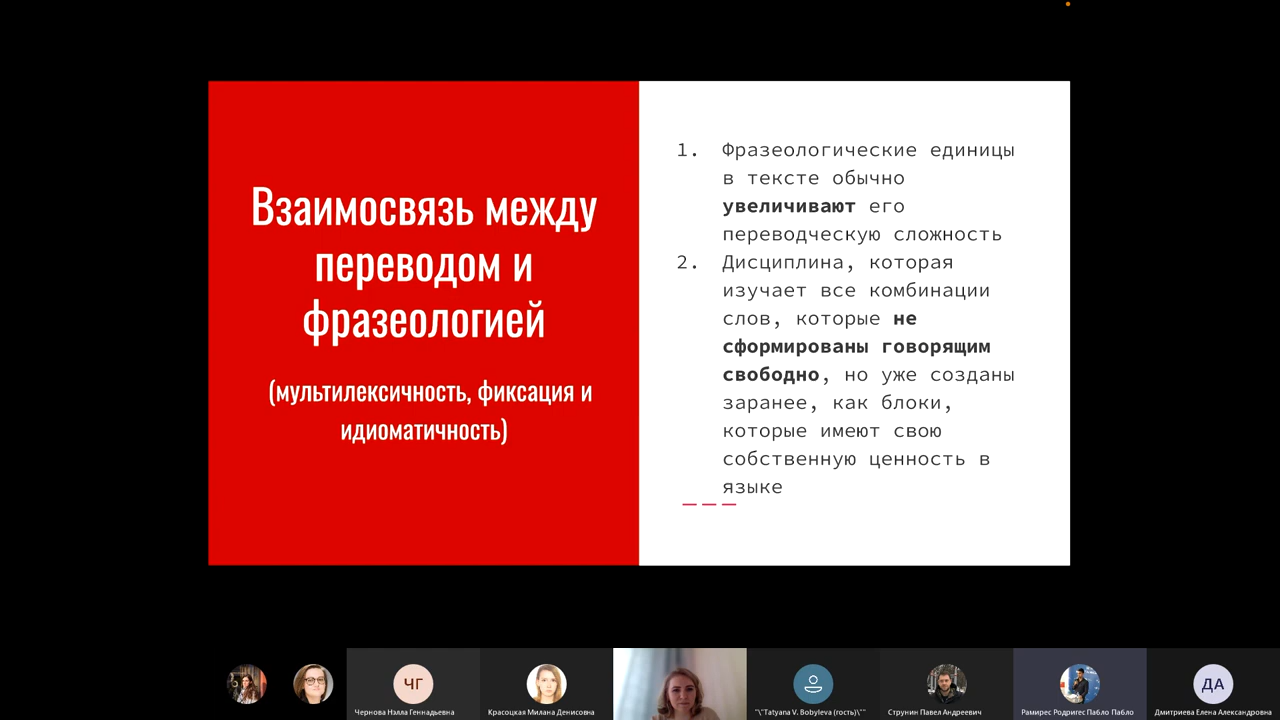 Взаимосвязь между
переводом и
фразеологией
(мультилексичность, фиксация и
идиоматичность)
1. Фразеологические единицы
в тексте обычно
увеличивают его
переводческую сложность
2. Дисциплина, которая
изучает все комбинации
слов, которые не
сформированы говорящим
свободно, но уже созданы
заранее, как блоки,
которые имеют свою
собственную ценность в
языке
ЧГ
ДА
Чернова Нэлла Геннадьевна
Красоцкая Милана Денисовна
"\"Tatyana V. Bobyleva (гость)\""
Струнин Павел Андреевич
Рамирес Родригес Пабло Пабло
Дмитриева Елена Александровна